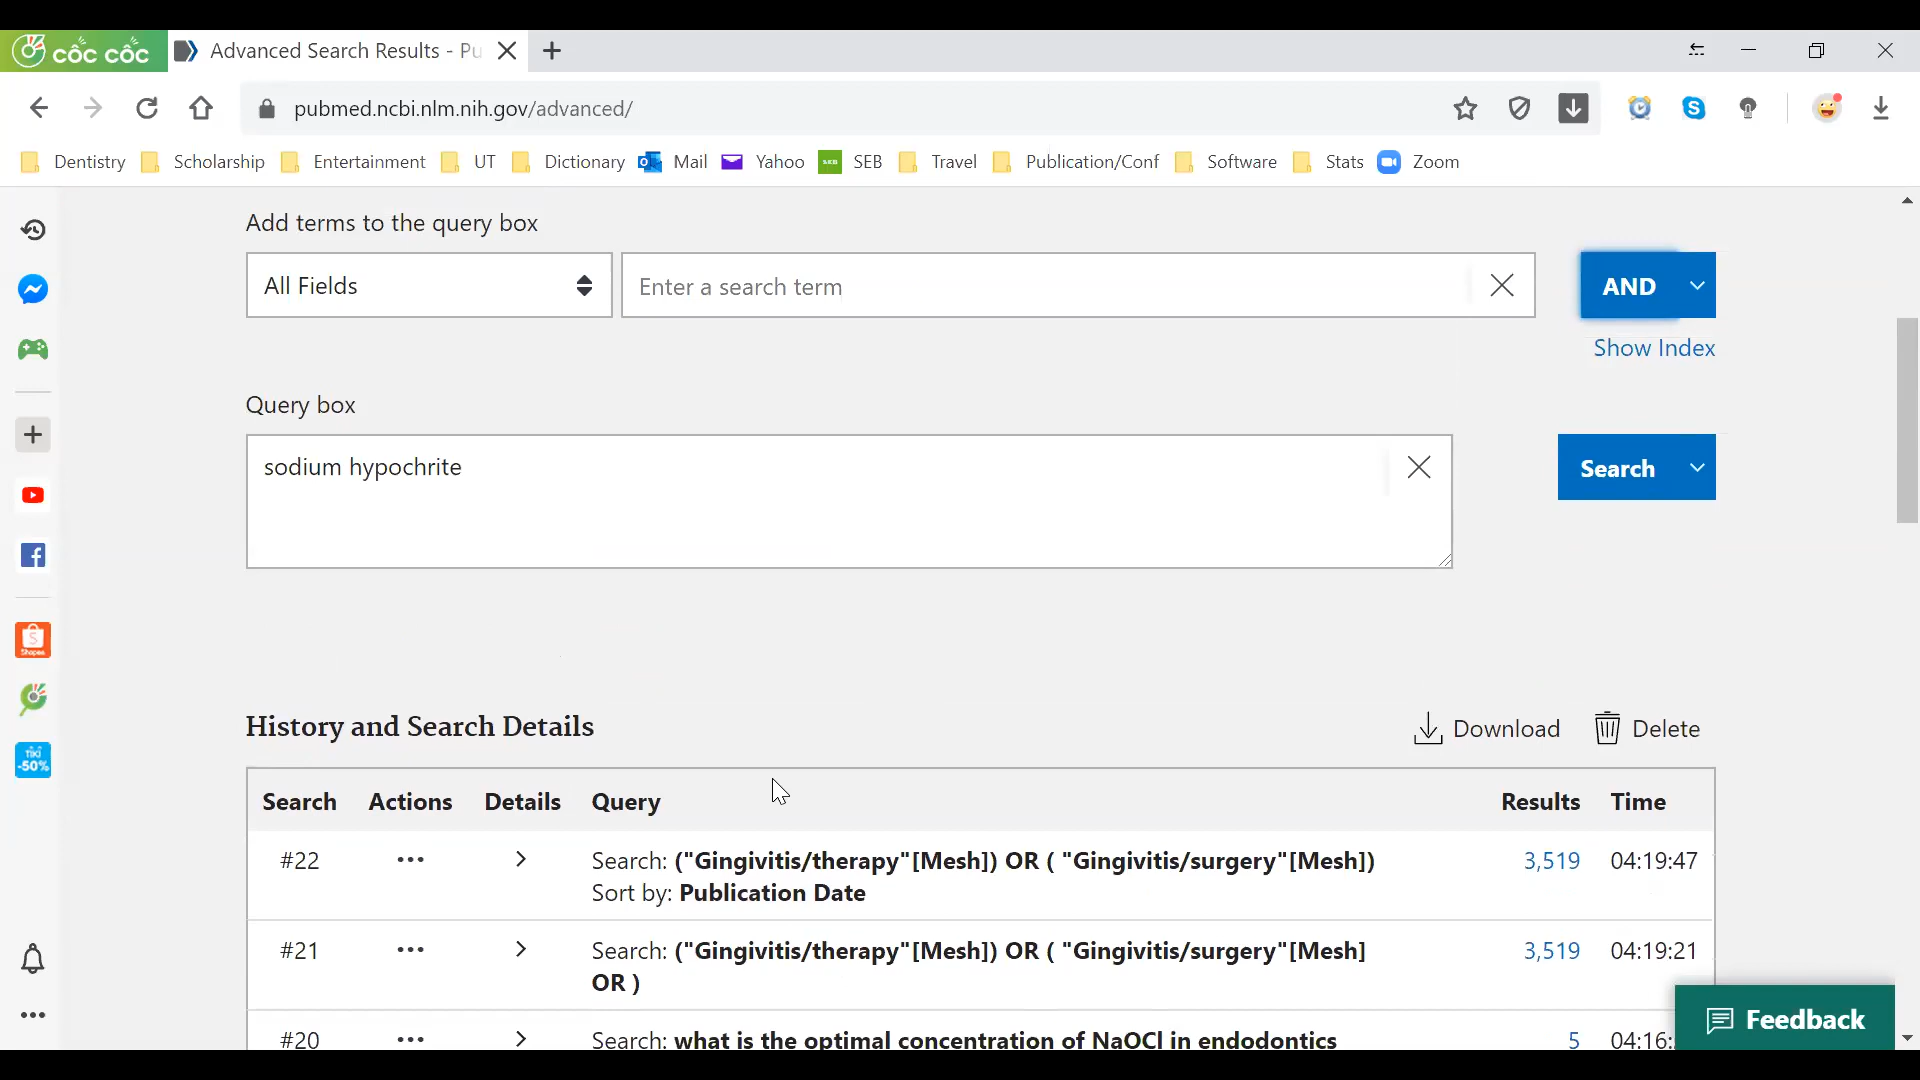 cốc cốc
Advanced Search Results - Pu
pubmed.ncbi.nlm.nih.gov/advanced/
Dentistry Scholarship Entertainment UT Dictionary Mail Yahoo SEB Travel Publication/Conf Software Stats Zoom
Add terms to the query box
All Fields Enter a search term AND
Show Index
Query box
sodium hypochrite
Search
Shopee
TIKI
-50%
History and Search Details
Download Delete
Search Actions Details Query Results Time
#22 Search: ("Gingivitis/therapy"[Mesh]) OR ( "Gingivitis/surgery"[Mesh]) 3,519 04:19:47
Sort by: Publication Date
#21 Search: ("Gingivitis/therapy"[Mesh]) OR ( "Gingivitis/surgery"[Mesh] 3,519 04:19:21
OR )
#20 Search: what is the optimal concentration of NaOCl in endodontics 5 04:16:
Feedback